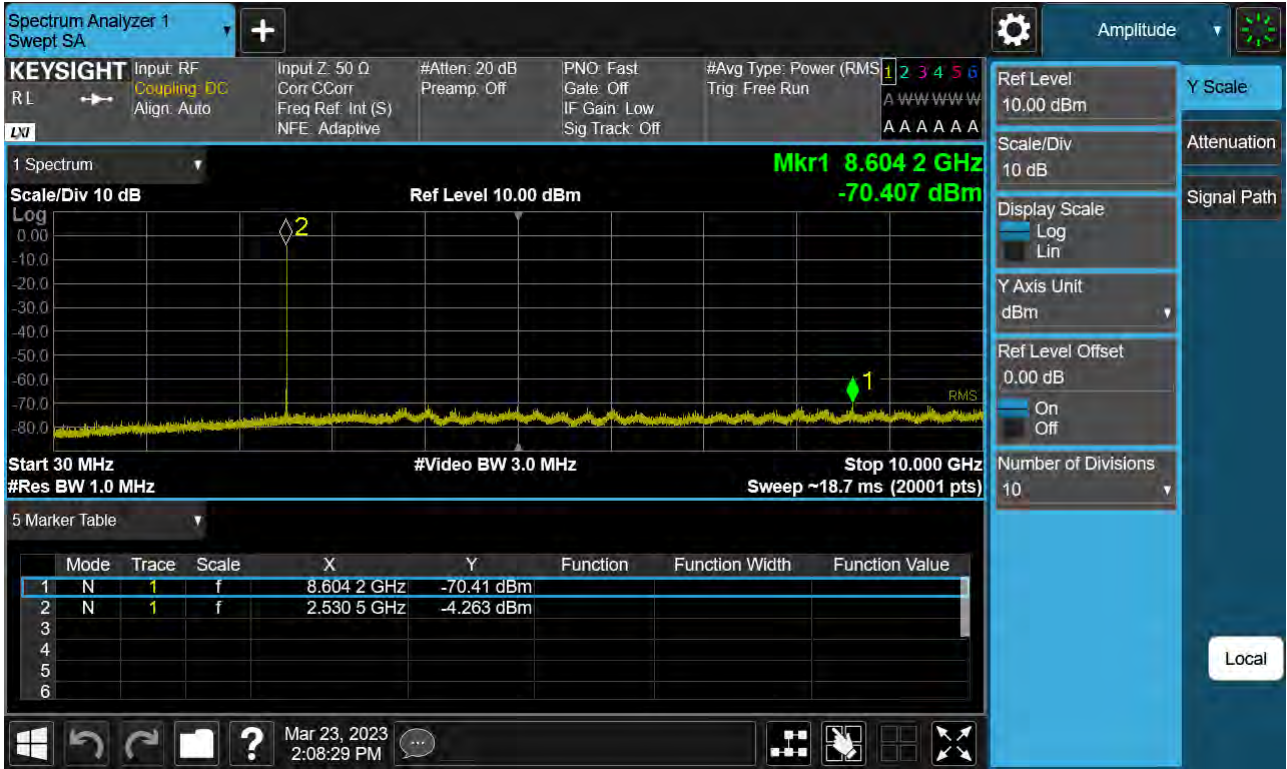 Spectrum Analyzer 1
Swept SA
+
Amplitude
KEYSIGHT
RL
LXI
Input: RF
Coupling: DC
Align: Auto
Input Z: 50 Ω
Corr CCorr
Freq Ref: Int (S)
NFE: Adaptive
#Atten: 20 dB
Preamp: Off
PNO: Fast
Gate: Off
IF Gain: Low
Sig Track: Off
#Avg Type: Power (RMS
Trig: Free Run
1 2 3 4 5 6
A W W W W W
A A A A A A
1 Spectrum
Mkr1 8.604 2 GHz
-70.407 dBm
Scale/Div 10 dB
Ref Level 10.00 dBm
Log
0.00
-10.0
-20.0
-30.0
-40.0
-50.0
-60.0
-70.0
-80.0
2
1
RMS
Start 30 MHz
#Video BW 3.0 MHz
Stop 10.000 GHz
#Res BW 1.0 MHz
Sweep ~18.7 ms (20001 pts)
5 Marker Table
Mode Trace Scale X Y Function Function Width Function Value
1 N 1 f 8.604 2 GHz -70.41 dBm
2 N 1 f 2.530 5 GHz -4.263 dBm
3
4
5
6
Ref Level
10.00 dBm
Scale/Div
10 dB
Display Scale
Log
Lin
Y Axis Unit
dBm
Ref Level Offset
0.00 dB
On
Off
Number of Divisions
10
Y Scale
Attenuation
Signal Path
Local
?
Mar 23, 2023
2:08:29 PM